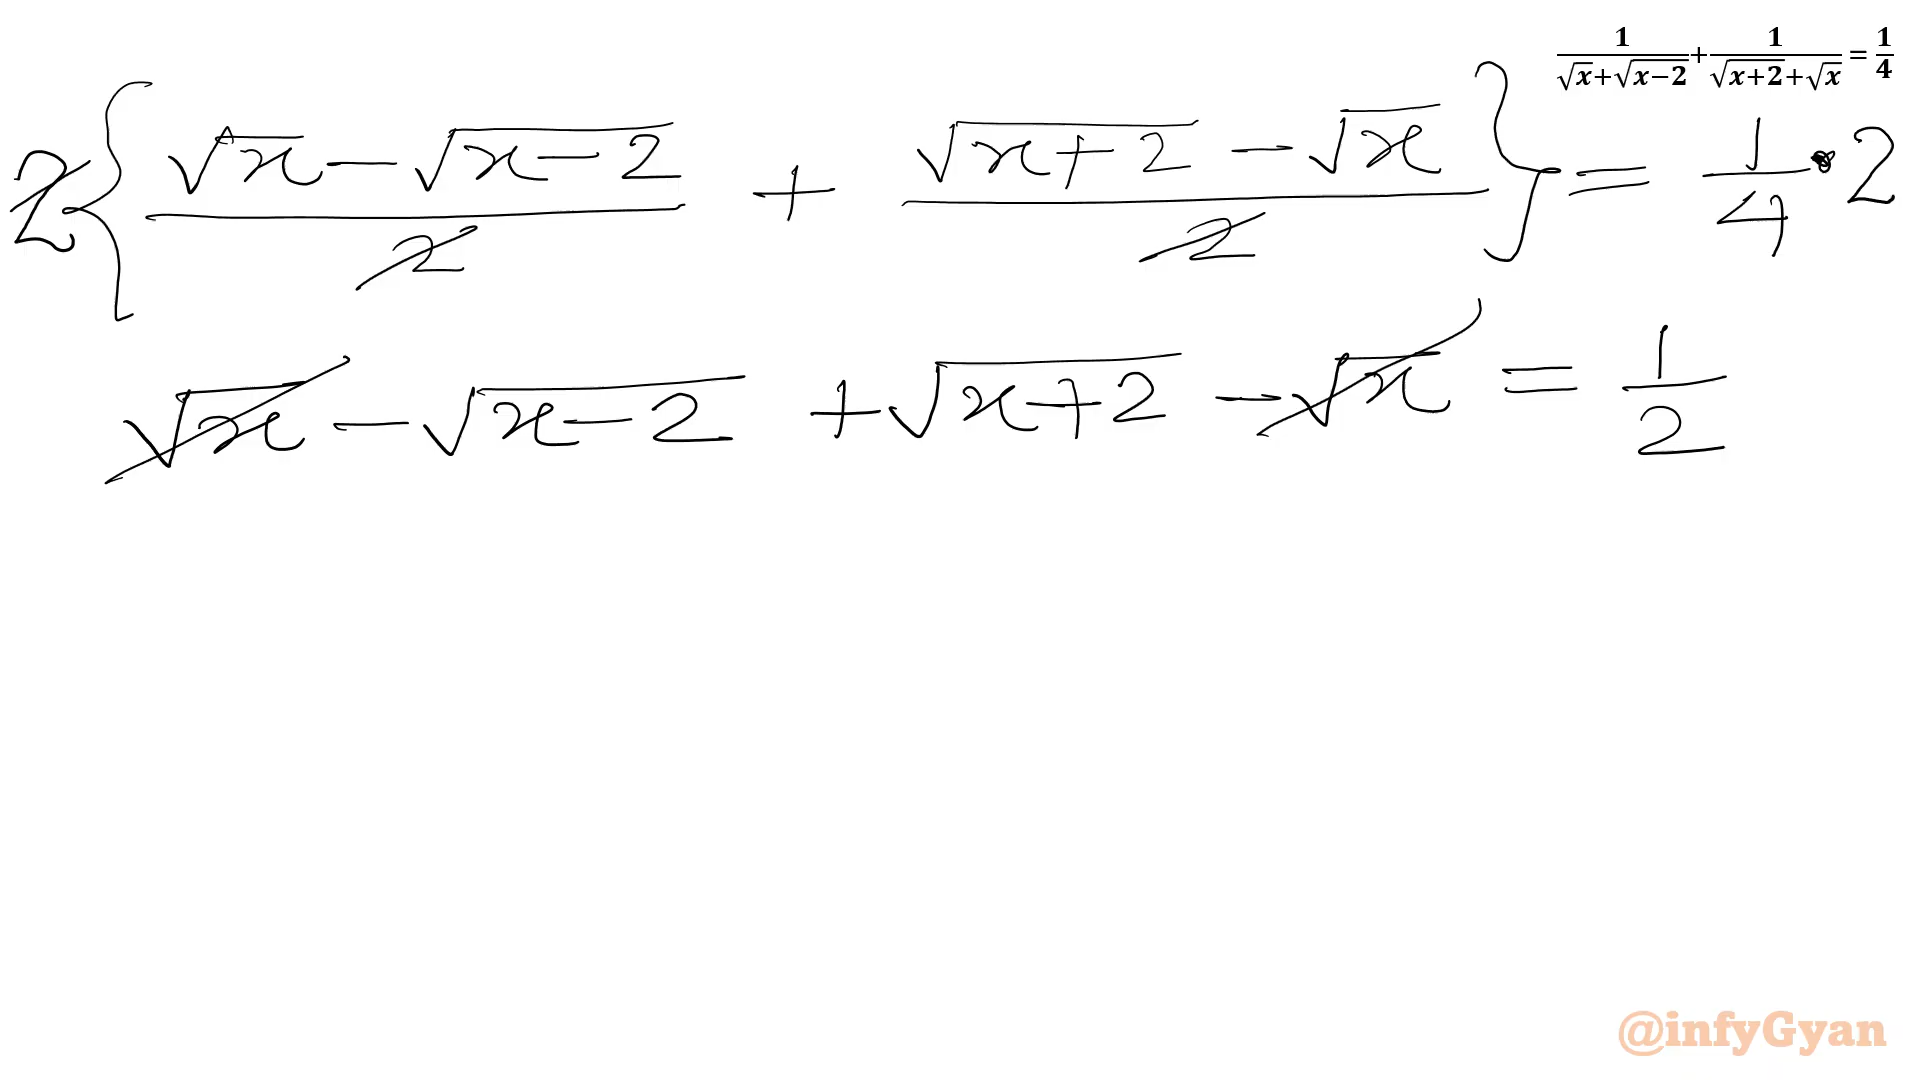 1/(√x+√(x−2)) + 1/(√(x+2)+√x) = 1/4
2{(√x − √(x−2))/2 + (√(x+2) − √x)/2} = 1/4 · 2
√x − √(x−2) + √(x+2) − √x = 1/2
@infyGyan